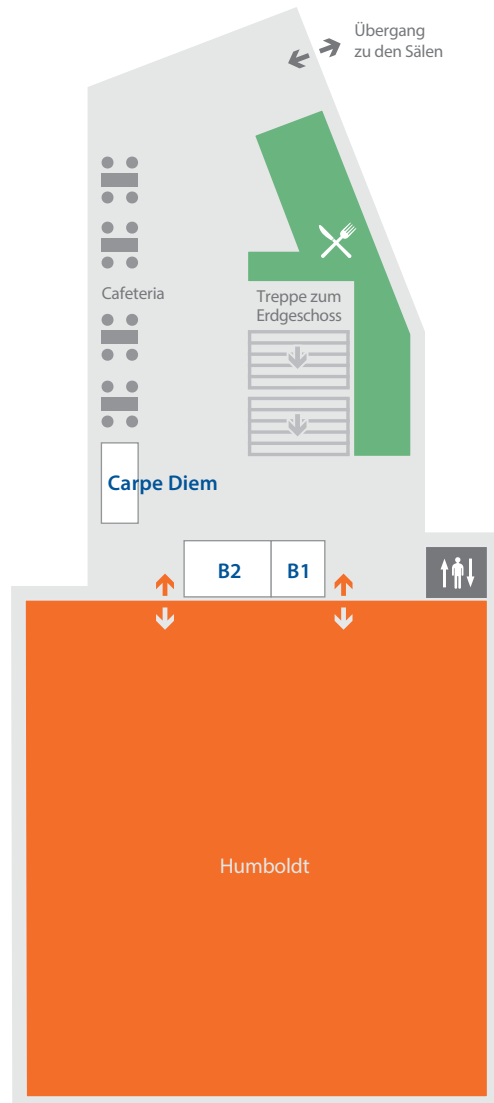 Übergang
zu den Sälen
Cafeteria
Treppe zum
Erdgeschoss
Carpe Diem
B2
B1
Humboldt